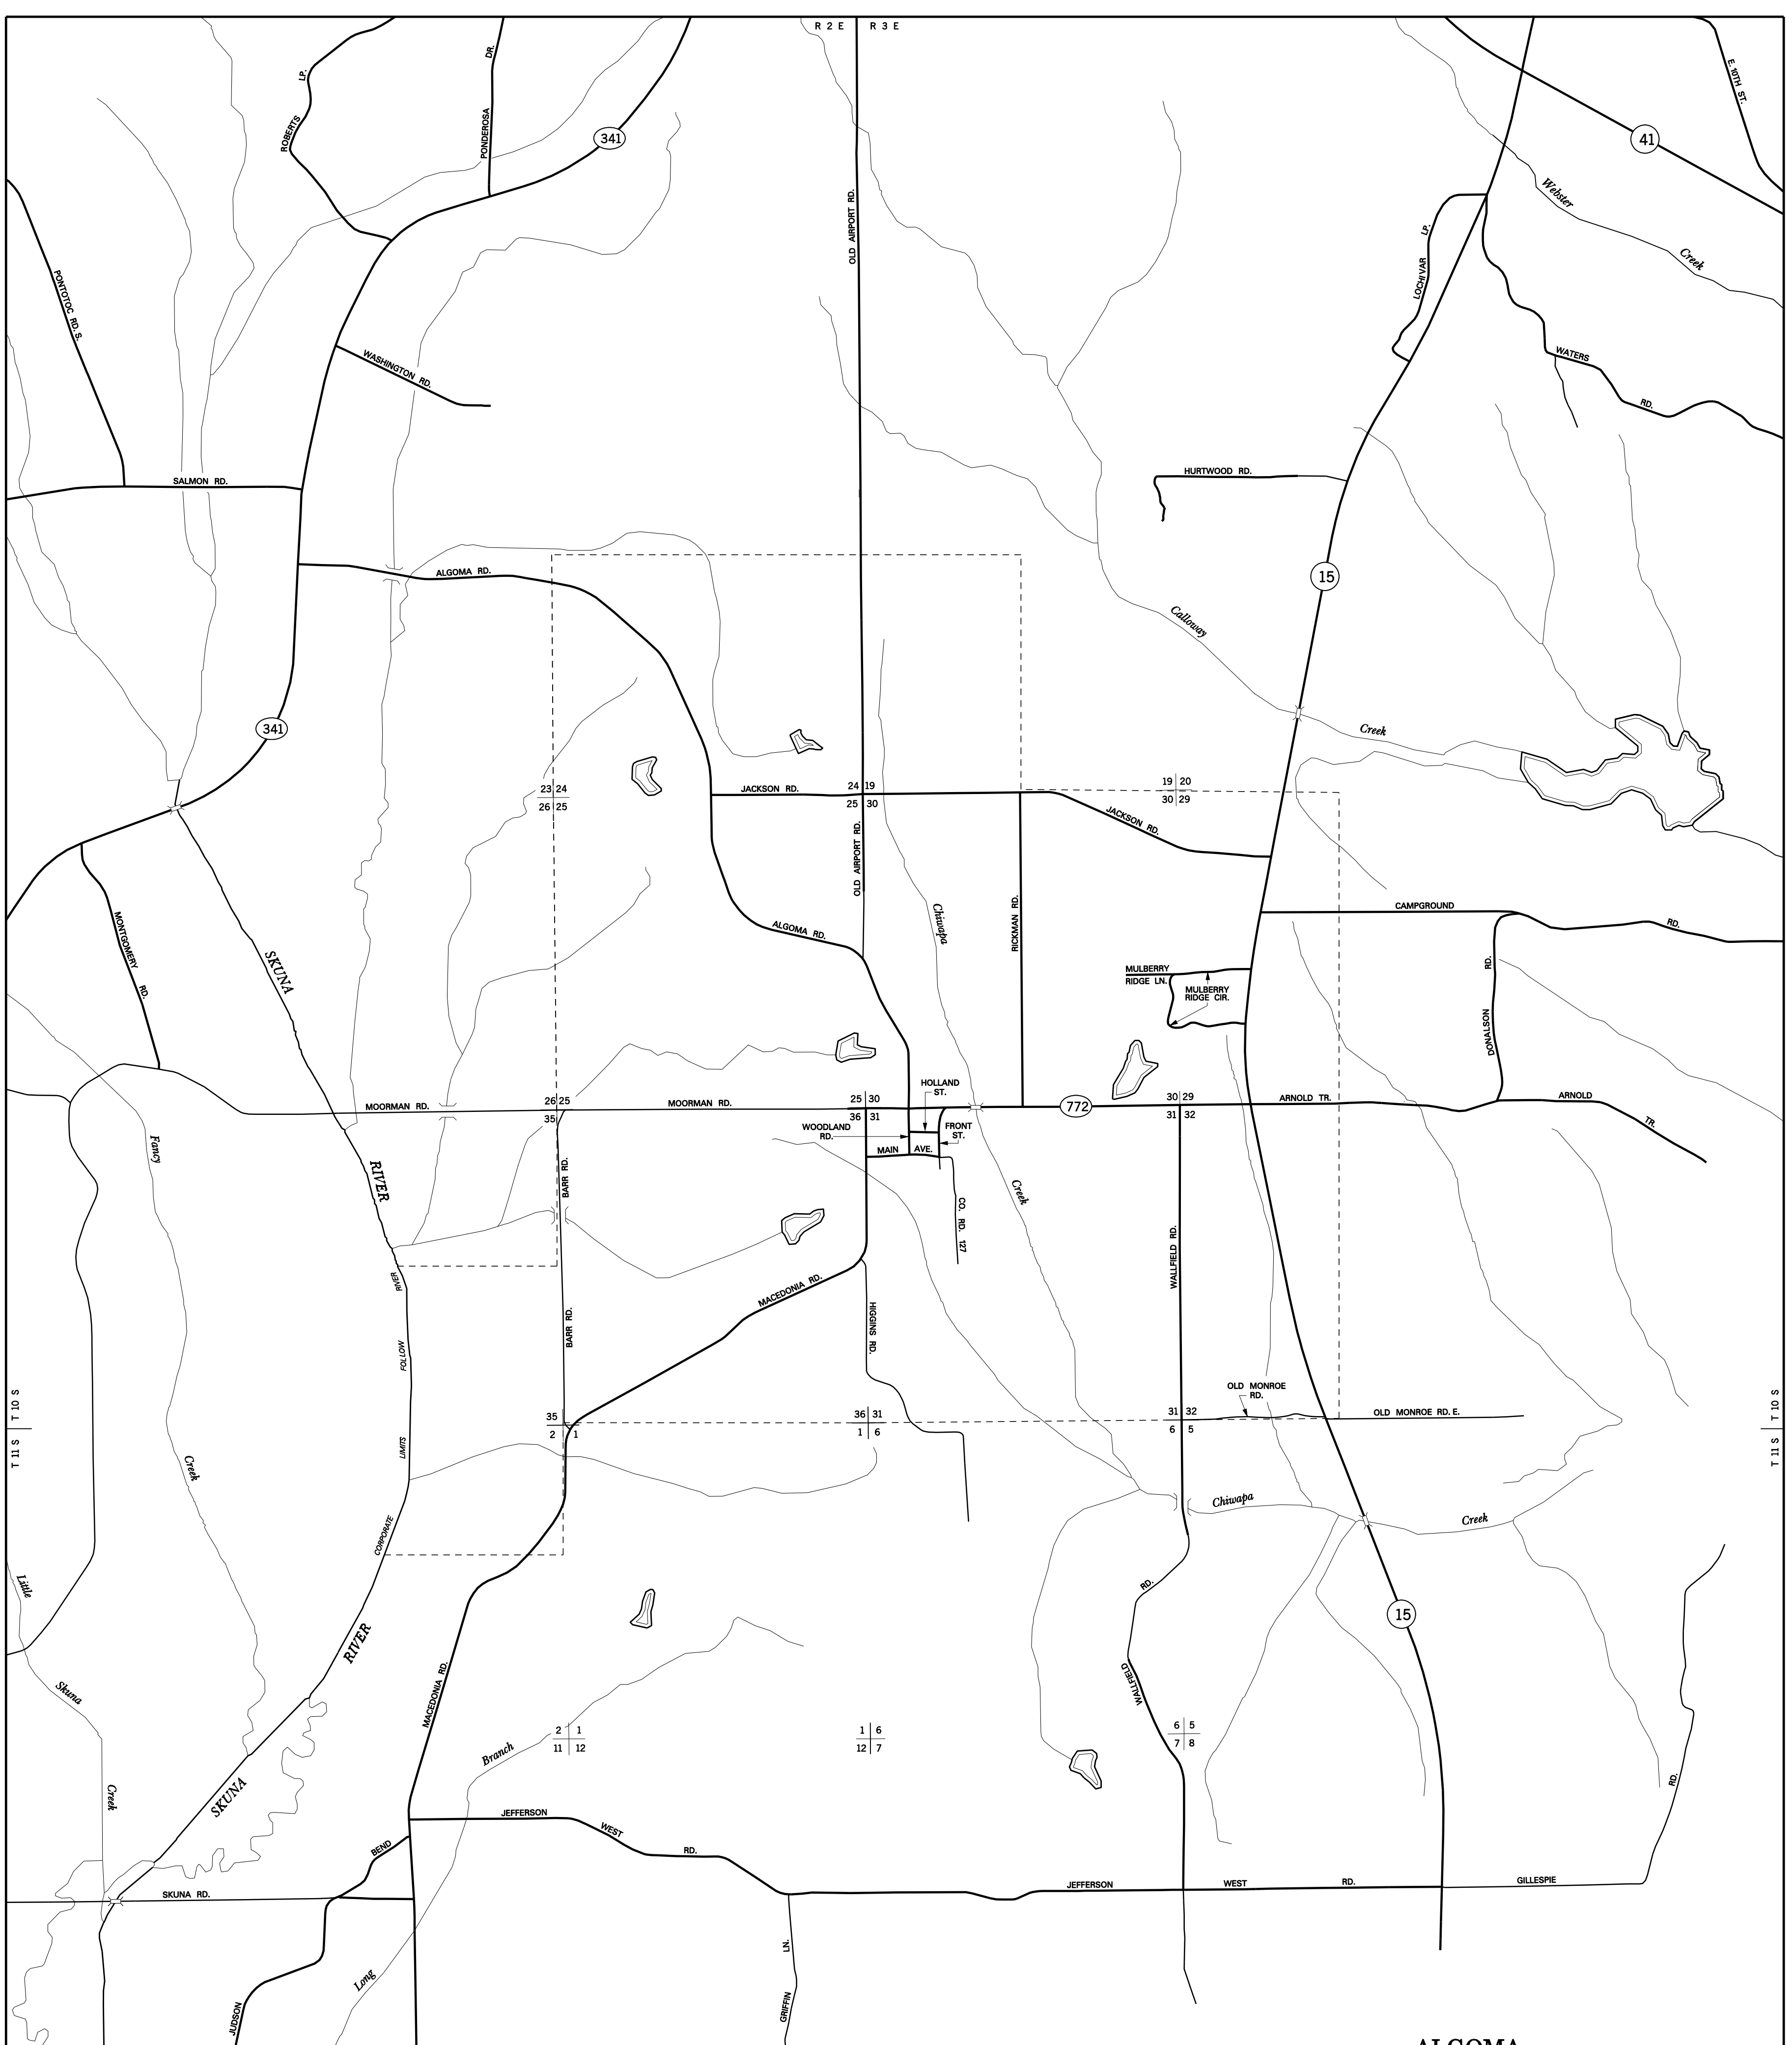 R 2 E R 3 E
ROBERTS LP.
PONDEROSA DR.
341
OLD AIRPORT RD.
41
E. 10TH ST.
Webster
Creek
PONTOTOC RD. S.
LOCHIVAR LP.
WASHINGTON RD.
WATERS
RD.
SALMON RD.
HURTWOOD RD.
ALGOMA RD.
15
Calloway
Creek
341
23 24
26 25
JACKSON RD.
24 19
25 30
19 20
30 29
JACKSON RD.
OLD AIRPORT RD.
MONTGOMERY RD.
SKUNA
ALGOMA RD.
Chiwapa
RICKMAN RD.
CAMPGROUND
RD.
MULBERRY
RIDGE LN.
MULBERRY
RIDGE CIR.
DONALSON RD.
HOLLAND
ST.
MOORMAN RD.
26 25
35
MOORMAN RD.
25 30
36 31
772
30 29
31 32
ARNOLD TR.
ARNOLD
TR.
WOODLAND
RD.
FRONT
ST.
MAIN AVE.
Fancy
RIVER
BARR RD.
Creek
CO. RD. 127
WALLFIELD RD.
RIVER
FOLLOW
LIMITS
CORPORATE
MACEDONIA RD.
BARR RD.
HIGGINS RD.
OLD MONROE
RD.
T 10 S
T 11 S
35
2 1
36 31
1 6
31 32
6 5
OLD MONROE RD. E.
T 10 S
T 11 S
Creek
Chiwapa
Creek
Little
RD.
15
RIVER
Skuna
MACEDONIA RD.
WALLFIELD
2 1
11 12
1 6
12 7
6 5
7 8
Branch
Creek
SKUNA
RD.
JEFFERSON
WEST
RD.
BEND
SKUNA RD.
JEFFERSON
WEST
RD.
GILLESPIE
LN.
Long
GRIFFIN
JUDSON
ALGOMA